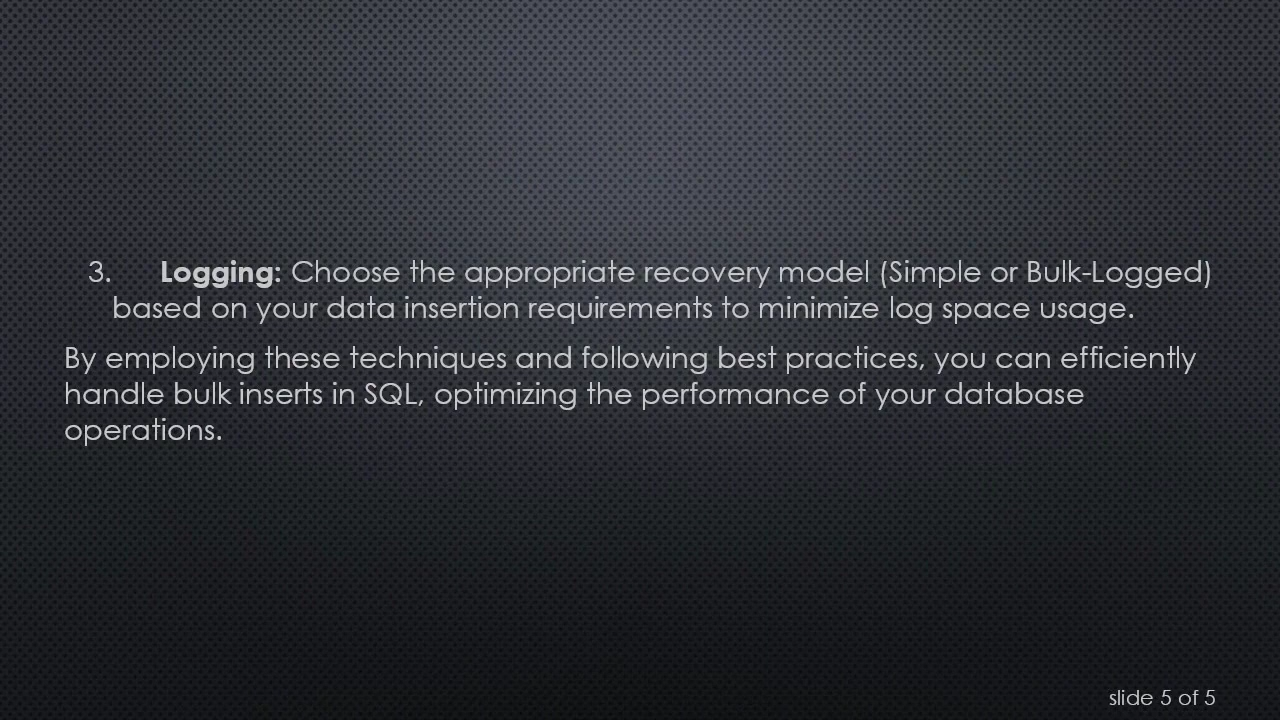 3. Logging: Choose the appropriate recovery model (Simple or Bulk-Logged)
based on your data insertion requirements to minimize log space usage.
By employing these techniques and following best practices, you can efficiently
handle bulk inserts in SQL, optimizing the performance of your database
operations.
slide 5 of 5